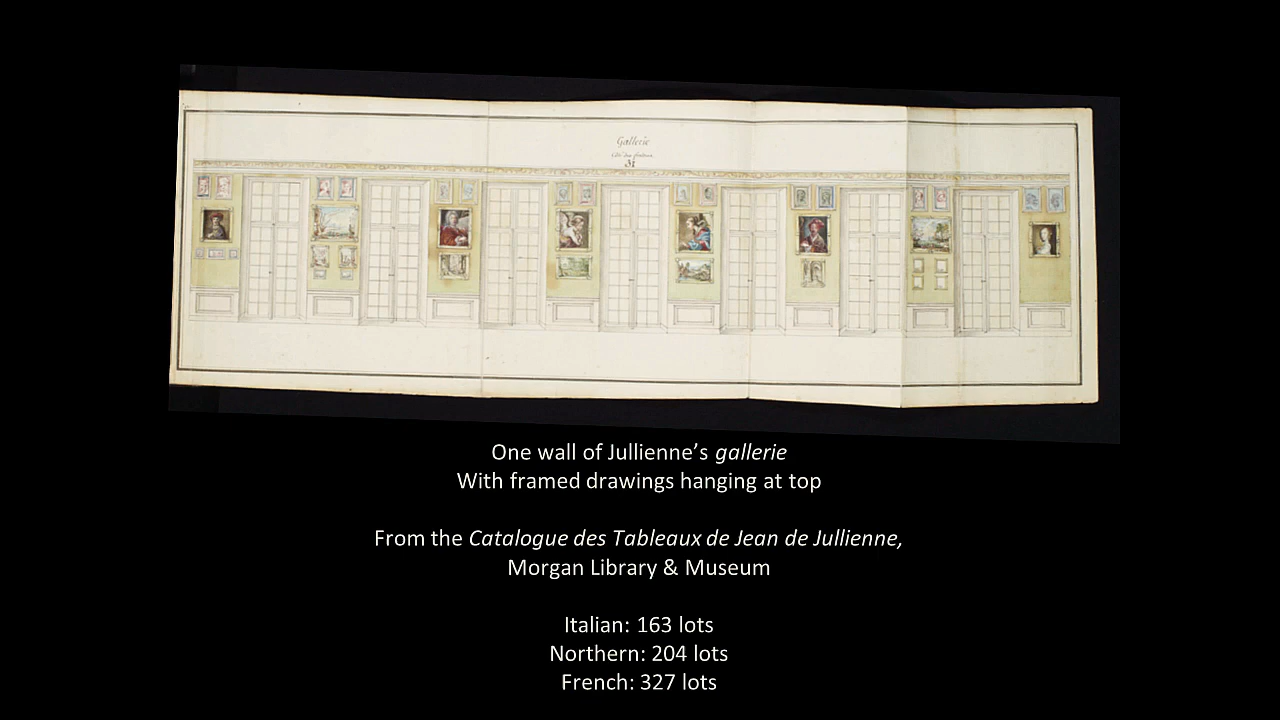 Gallerie
31
One wall of Jullienne’s gallerie
With framed drawings hanging at top
From the Catalogue des Tableaux de Jean de Jullienne,
Morgan Library & Museum
Italian: 163 lots
Northern: 204 lots
French: 327 lots